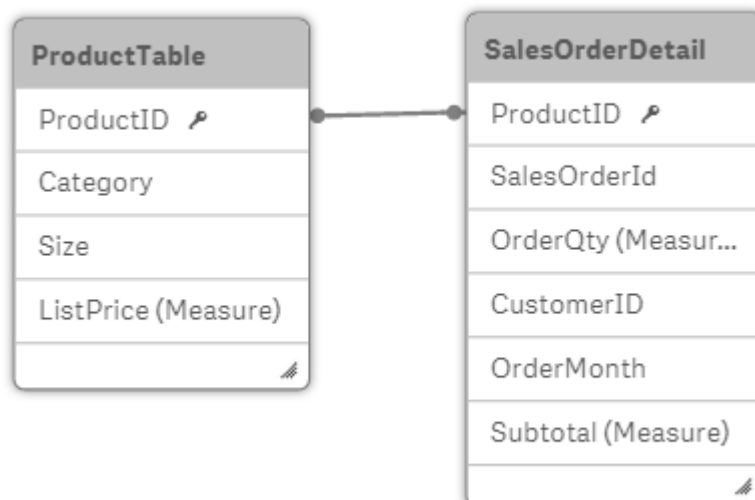 ProductTable
ProductID
Category
Size
ListPrice (Measure)
SalesOrderDetail
ProductID
SalesOrderId
OrderQty (Measur...
CustomerID
OrderMonth
Subtotal (Measure)